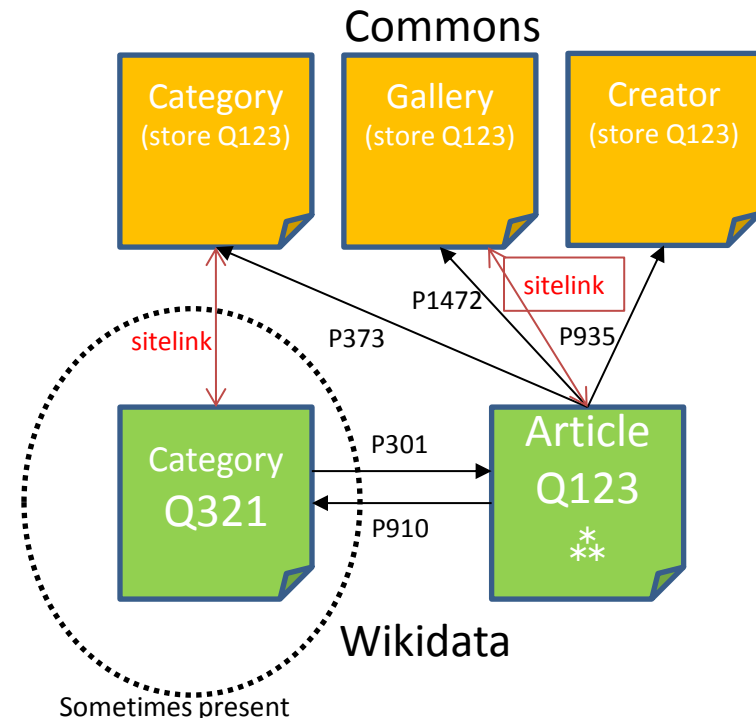 Commons
Category
(store Q123)
Gallery
(store Q123)
Creator
(store Q123)
sitelink
P1472
P373
P935
sitelink
Category
Q321
P301
P910
Article
Q123
⁂
Wikidata
Sometimes present